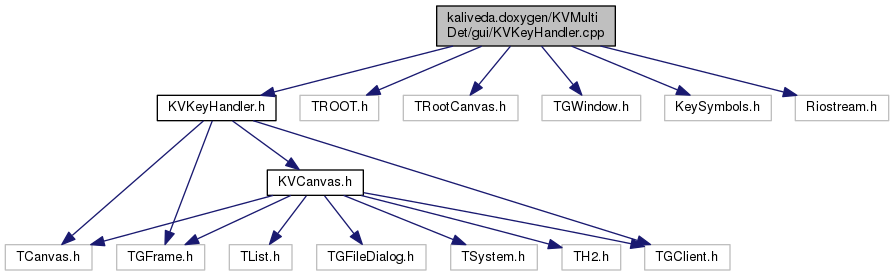 kaliveda.doxygen/KVMulti
Det/gui/KVKeyHandler.cpp
KVKeyHandler.h
TROOT.h
TRootCanvas.h
TGWindow.h
KeySymbols.h
Riostream.h
KVCanvas.h
TCanvas.h
TGFrame.h
TList.h
TGFileDialog.h
TSystem.h
TH2.h
TGClient.h